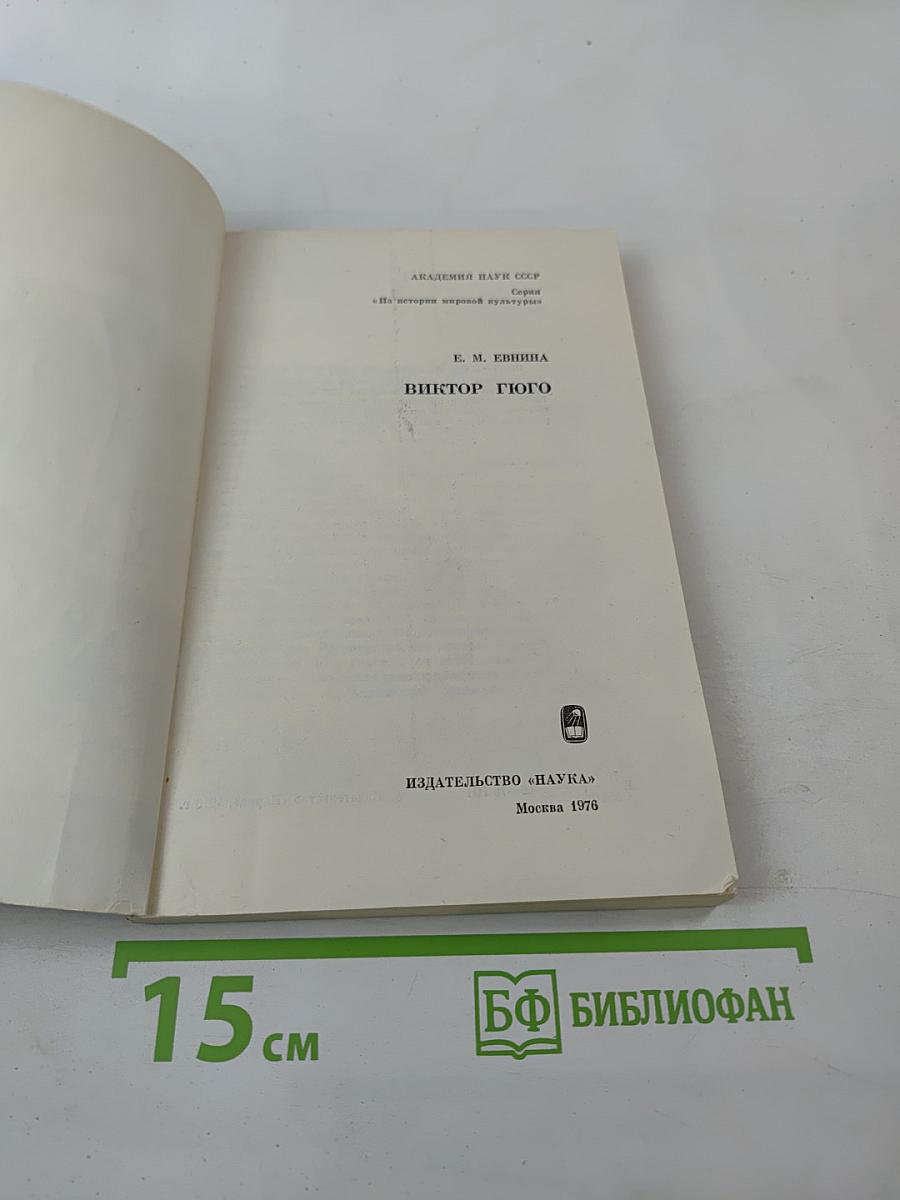 АКАДЕМИЯ НАУК СССР
Серия
«Из истории мировой культуры»
Е. М. ЕВНИНА
ВИКТОР ГЮГО
ИЗДАТЕЛЬСТВО «НАУКА»
Москва 1976
15 см
БФ БИБЛИОФАН